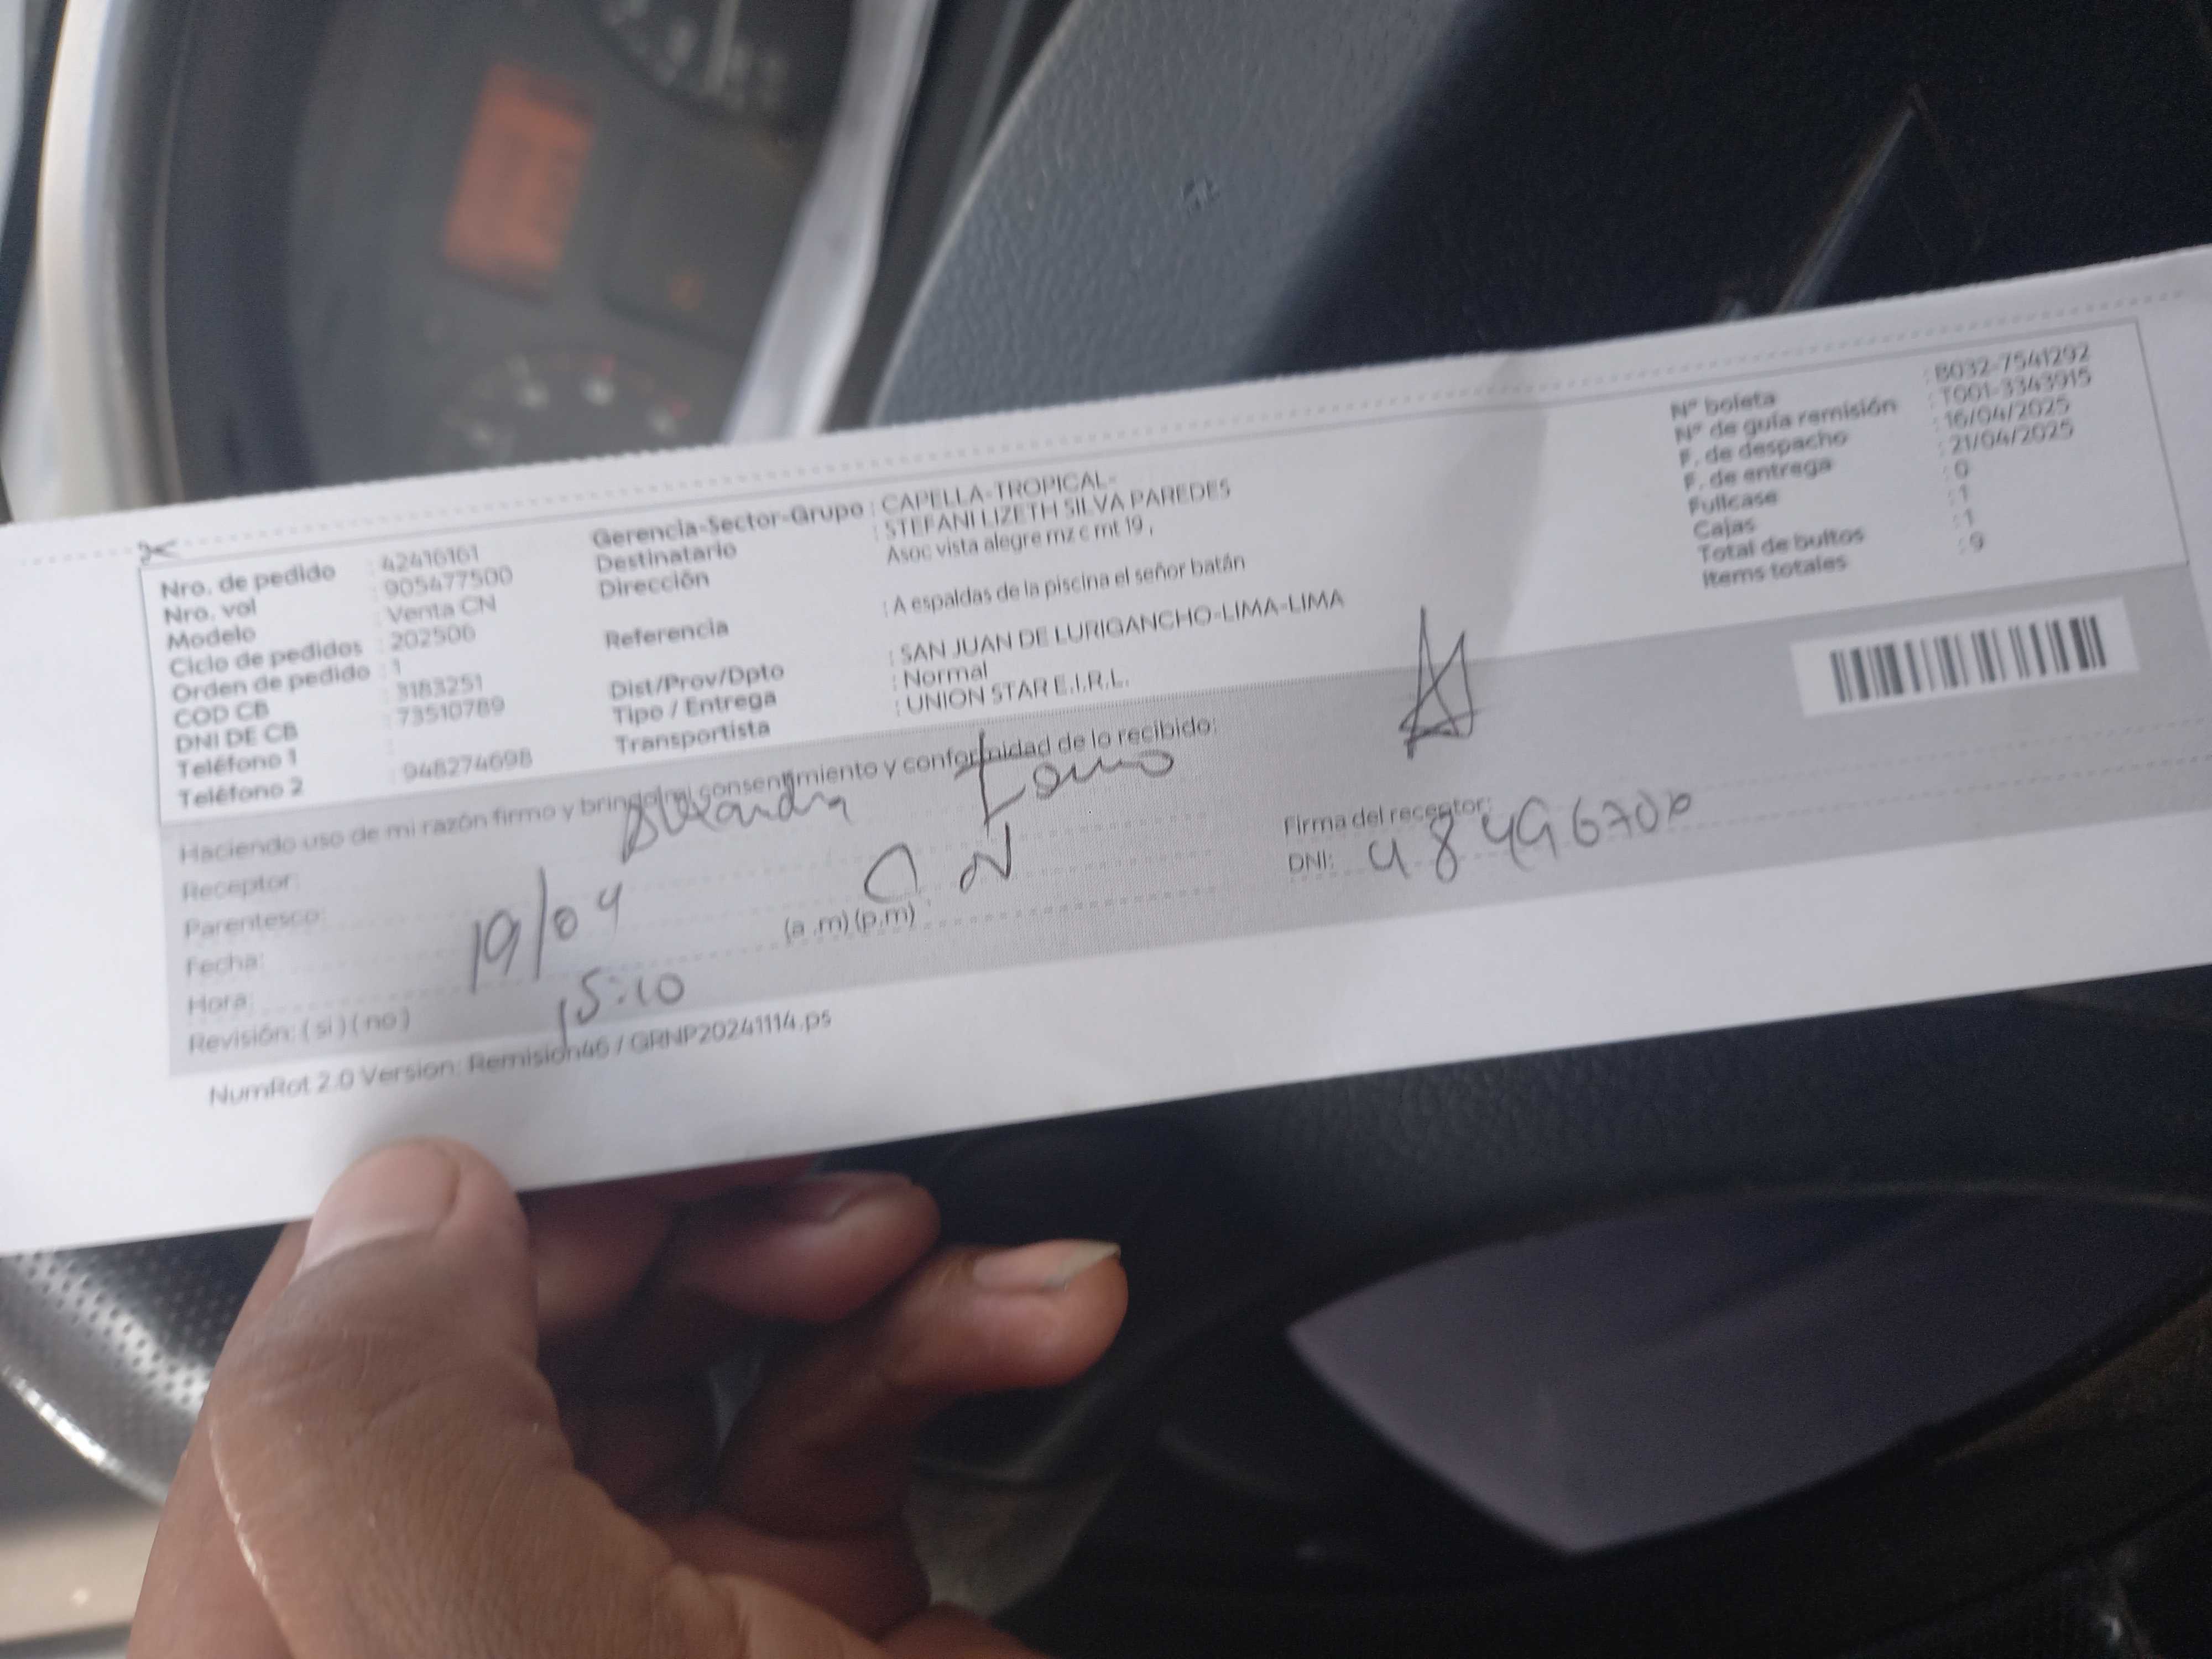 Nro. de pedido : 42416161
Nro. vol : 905477500
Modelo : Venta CN
Ciclo de pedidos : 202506
Orden de pedido : 1
COD CB : 3183251
DNI DE CB : 73510789
Teléfono 1 :
Teléfono 2 : 948274698
Gerencia-Sector-Grupo : CAPELLA-TROPICAL-
Destinatario : STEFANI LIZETH SILVA PAREDES
Dirección Asoc vista alegre mz c mt 19 ,
Referencia : A espaldas de la piscina el señor batán
Dist/Prov/Dpto : SAN JUAN DE LURIGANCHO-LIMA-LIMA
Tipo / Entrega : Normal
Transportista : UNION STAR E.I.R.L.
N° boleta : B032-7541292
N° de guía remisión : T001-3343915
F. de despacho : 16/04/2025
F. de entrega : 21/04/2025
Fullcase : 0
Cajas : 1
Total de bultos : 1
Items totales : 9
Haciendo uso de mi razón firmo y brindo mi consentimiento y conformidad de lo recibido:
Receptor:
Parentesco: C N
Fecha: 19/04
Hora: 15:10 (a .m) (p.m)
Revisión: ( si ) ( no )
Firma del receptor:
DNI:
NumRot 2.0 Version: Remision46 / GRNP20241114.ps